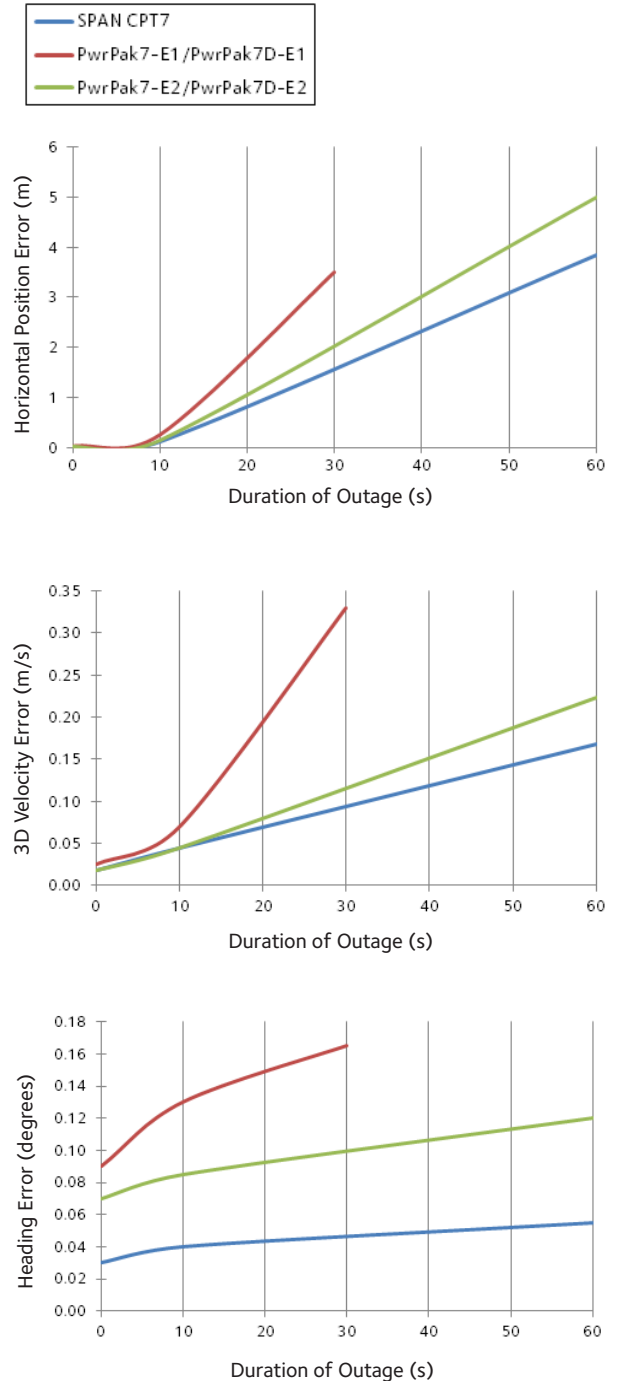 SPAN CPT7
PwrPak7-E1/PwrPak7D-E1
PwrPak7-E2/PwrPak7D-E2
Horizontal Position Error (m)
6
5
4
3
2
1
0
0 10 20 30 40 50 60
Duration of Outage (s)
3D Velocity Error (m/s)
0.35
0.30
0.25
0.20
0.15
0.10
0.05
0.00
0 10 20 30 40 50 60
Duration of Outage (s)
Heading Error (degrees)
0.18
0.16
0.14
0.12
0.10
0.08
0.06
0.04
0.02
0.00
0 10 20 30 40 50 60
Duration of Outage (s)